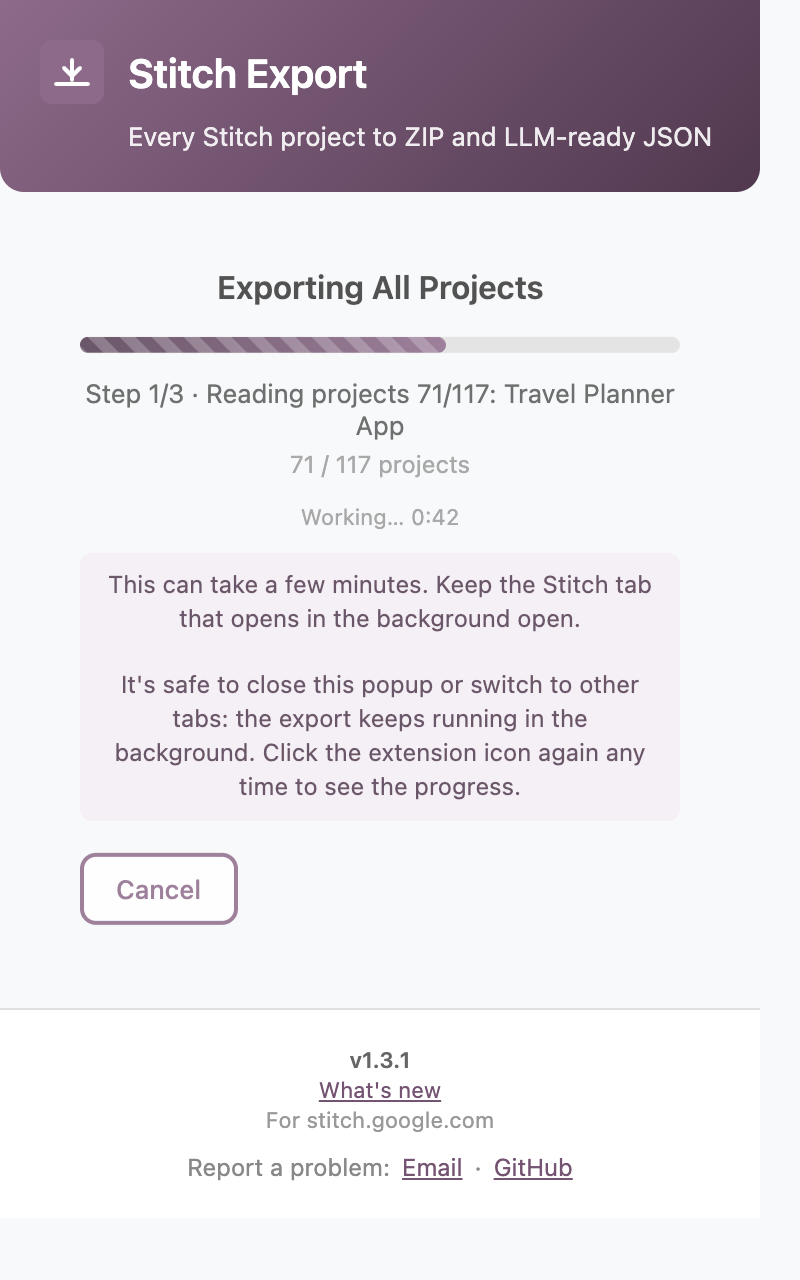 Stitch Export
Every Stitch project to ZIP and LLM-ready JSON
Exporting All Projects
Step 1/3 · Reading projects 71/117: Travel Planner
App
71 / 117 projects
Working... 0:42
This can take a few minutes. Keep the Stitch tab
that opens in the background open.
It's safe to close this popup or switch to other
tabs: the export keeps running in the
background. Click the extension icon again any
time to see the progress.
Cancel
v1.3.1
What's new
For stitch.google.com
Report a problem: Email · GitHub